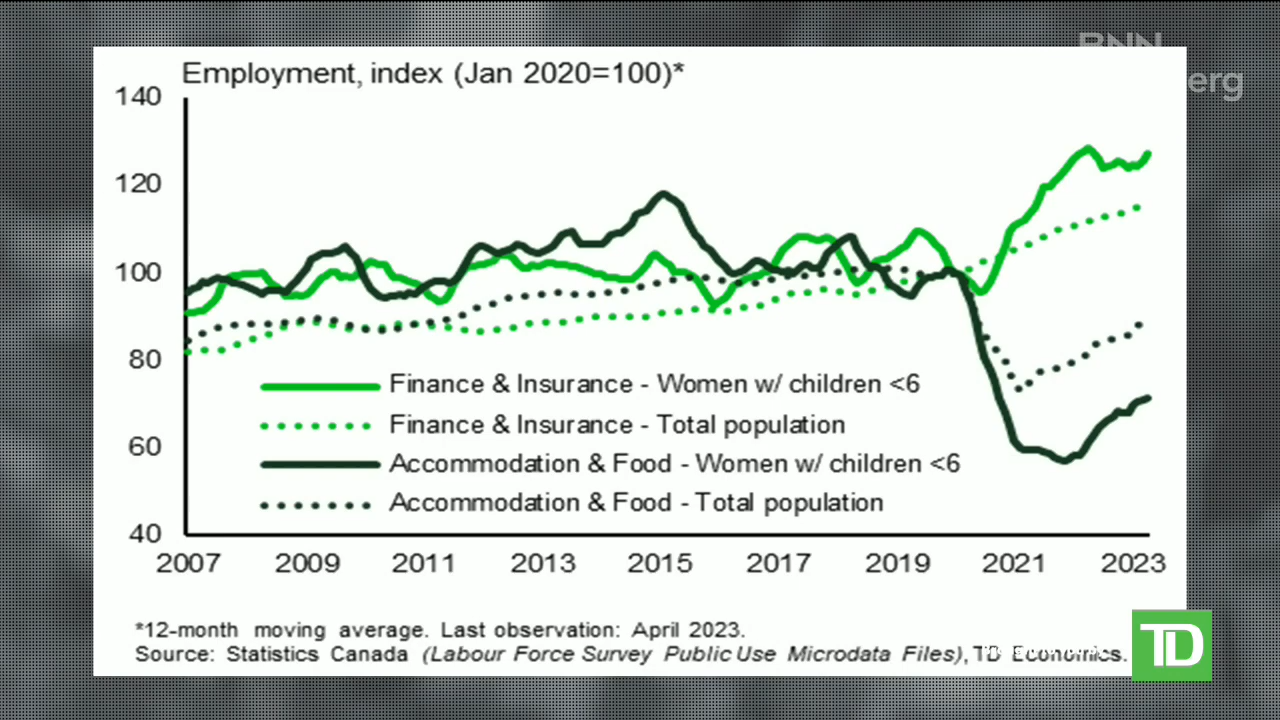 BNN
erg
Employment, index (Jan 2020=100)*
140
120
100
80
60
40
Finance & Insurance - Women w/ children <6
Finance & Insurance - Total population
Accommodation & Food - Women w/ children <6
Accommodation & Food - Total population
2007 2009 2011 2013 2015 2017 2019 2021 2023
*12-month moving average. Last observation: April 2023.
Source: Statistics Canada (Labour Force Survey Public Use Microdata Files), TD Economics.
TD